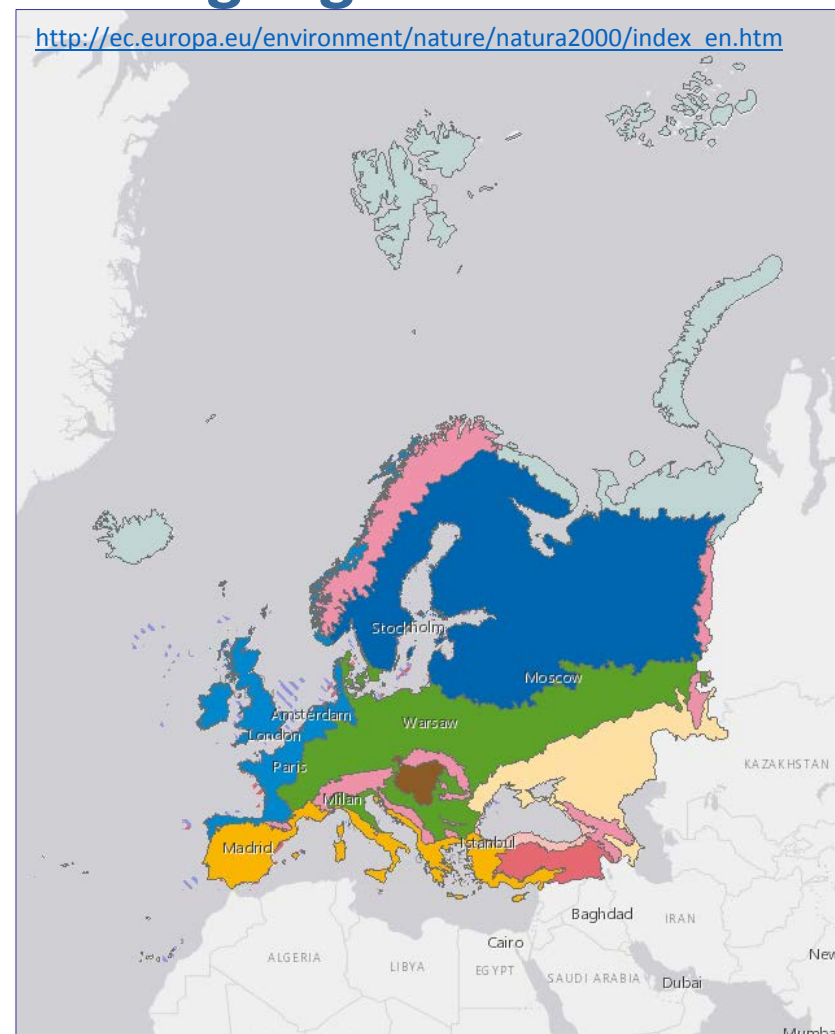 http://ec.europa.eu/environment/nature/natura2000/index_en.htm
Stockholm
Moscow
Amsterdam
Warsaw
London
Paris
KAZAKHSTAN
Milan
Madrid
Istanbul
Baghdad
IRAN
Cairo
ALGERIA
LIBYA
EGYPT
SAUDI ARABIA
Dubai